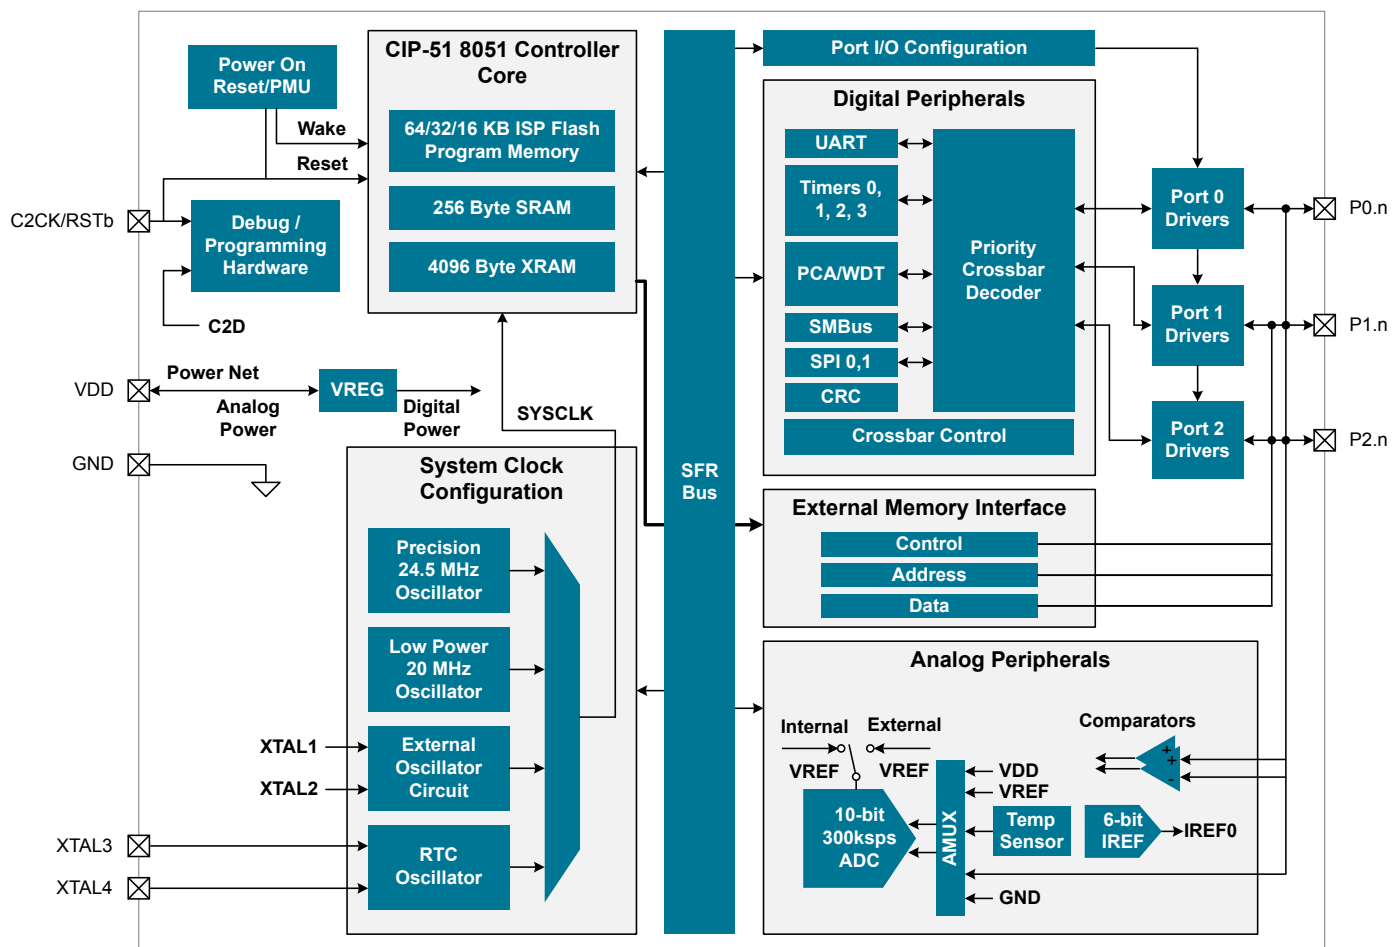 CIP-51 8051 Controller
Core
Power On
Reset/PMU
Wake
Reset
64/32/16 KB ISP Flash
Program Memory
256 Byte SRAM
4096 Byte XRAM
C2CK/RSTb
Debug /
Programming
Hardware
C2D
VDD
Power Net
Analog
Power
VREG
Digital
Power
SYSCLK
GND
System Clock
Configuration
Precision
24.5 MHz
Oscillator
Low Power
20 MHz
Oscillator
XTAL1
XTAL2
External
Oscillator
Circuit
XTAL3
XTAL4
RTC
Oscillator
SFR
Bus
Port I/O Configuration
Digital Peripherals
UART
Timers 0,
1, 2, 3
PCA/WDT
SMBus
SPI 0,1
CRC
Priority
Crossbar
Decoder
Crossbar Control
Port 0
Drivers
Port 1
Drivers
Port 2
Drivers
P0.n
P1.n
P2.n
External Memory Interface
Control
Address
Data
Analog Peripherals
Internal
VREF
External
VREF
10-bit
300ksps
ADC
AMUX
VDD
VREF
Temp
Sensor
GND
Comparators
+
+
-
6-bit
IREF
IREF0